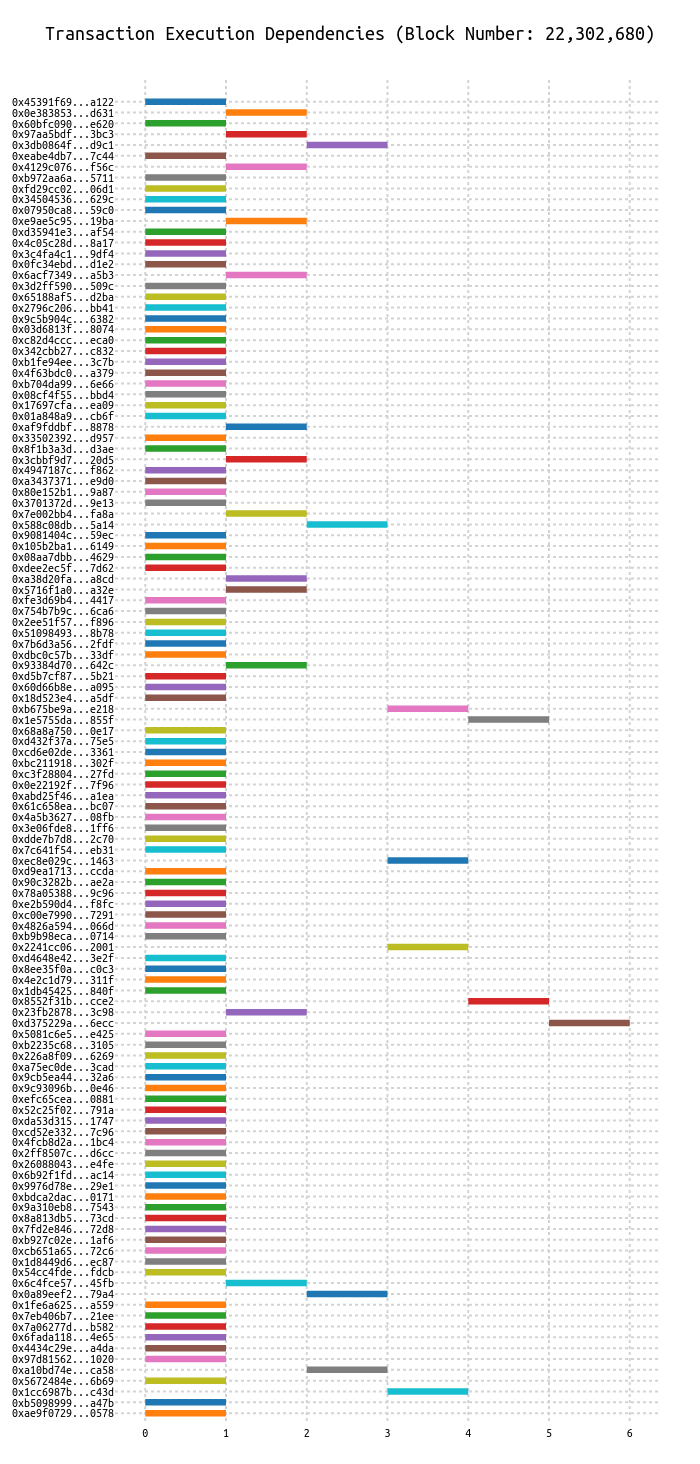 Transaction Execution Dependencies (Block Number: 22,302,680)
0x45391f69...a122
0x0e383853...d631
0x60bfc090...e620
0x97aa5bdf...3bc3
0x3db0864f...d9c1
0xeabe4db7...7c44
0x4129c076...f56c
0xb972aa6a...5711
0xfd29cc02...06d1
0x34504536...629c
0x07950ca8...59c0
0xe9ae5c95...19ba
0xd35941e3...af54
0x4c05c28d...8a17
0x3c4fa4c1...9df4
0x0fc34ebd...d1e2
0x6acf7349...a5b3
0x3d2ff590...509c
0x65188af5...d2ba
0x2796c206...bb41
0x9c5b904c...6382
0x03d6813f...8074
0xc82d4ccc...eca0
0x342cbb27...c832
0xb1fe94ee...3c7b
0x4f63bdc0...a379
0xb704da99...6e66
0x08cf4f55...bbd4
0x17697cfa...ea09
0x01a848a9...cb6f
0xaf9fddbf...8878
0x33502392...d957
0x8f1b3a3d...d3ae
0x3cbbf9d7...20d5
0x4947187c...f862
0xa3437371...e9d0
0x80e152b1...9a87
0x3701372d...9e13
0x7e002bb4...fa8a
0x588c08db...5a14
0x9081404c...59ec
0x105b2ba1...6149
0x08aa7dbb...4629
0xdee2ec5f...7d62
0xa38d20fa...a8cd
0x5716f1a0...a32e
0xfe3d69b4...4417
0x754b7b9c...6ca6
0x2ee51f57...f896
0x51098493...8b78
0x7b6d3a56...2fdf
0xdbc0c57b...33df
0x93384d70...642c
0xd5b7cf87...5b21
0x60d66b8e...a095
0x18d523e4...a5df
0xb675be9a...e218
0x1e5755da...855f
0x68a8a750...0e17
0xd432f37a...75e5
0xcd6e02de...3361
0xbc211918...302f
0xc3f28804...27fd
0x0e22192f...7f96
0xabd25f46...a1ea
0x61c658ea...bc07
0x4a5b3627...08fb
0x3e06fde8...1ff6
0xdde7b7d8...2c70
0x7c641f54...eb31
0xec8e029c...1463
0xd9ea1713...ccda
0x90c3282b...ae2a
0x78a05388...9c96
0xe2b590d4...f8fc
0xc00e7990...7291
0x4826a594...066d
0xb9b98eca...0714
0x2241cc06...2001
0xd4648e42...3e2f
0x8ee35f0a...c0c3
0x4e2c1d79...311f
0x1db45425...840f
0x8552f31b...cce2
0x23fb2878...3c98
0xd375229a...6ecc
0x5081c6e5...e425
0xb2235c68...3105
0x226a8f09...6269
0xa75ec0de...3cad
0x9cb5ea44...32a6
0x9c93096b...0e46
0xefc65cea...0881
0x52c25f02...791a
0xda53d315...1747
0xcd52e332...7c96
0x4fcb8d2a...1bc4
0x2ff8507c...d6cc
0x26088043...e4fe
0x6b92f1fd...ac14
0x9976d78e...29e1
0xbdca2dac...0171
0x9a310eb8...7543
0x8a813db5...73cd
0x7fd2e846...72d8
0xb927c02e...1af6
0xcb651a65...72c6
0x1d8449d6...ec87
0x54cc4fde...fdcb
0x6c4fce57...45fb
0x0a89eef2...79a4
0x1fe6a625...a559
0x7eb406b7...21ee
0x7a06277d...b582
0x6fada118...4e65
0x4434c29e...a4da
0x97d81562...1020
0xa10bd74e...ca58
0x5672484e...6b69
0x1cc6987b...c43d
0xb5098999...a47b
0xae9f0729...0578
0 1 2 3 4 5 6